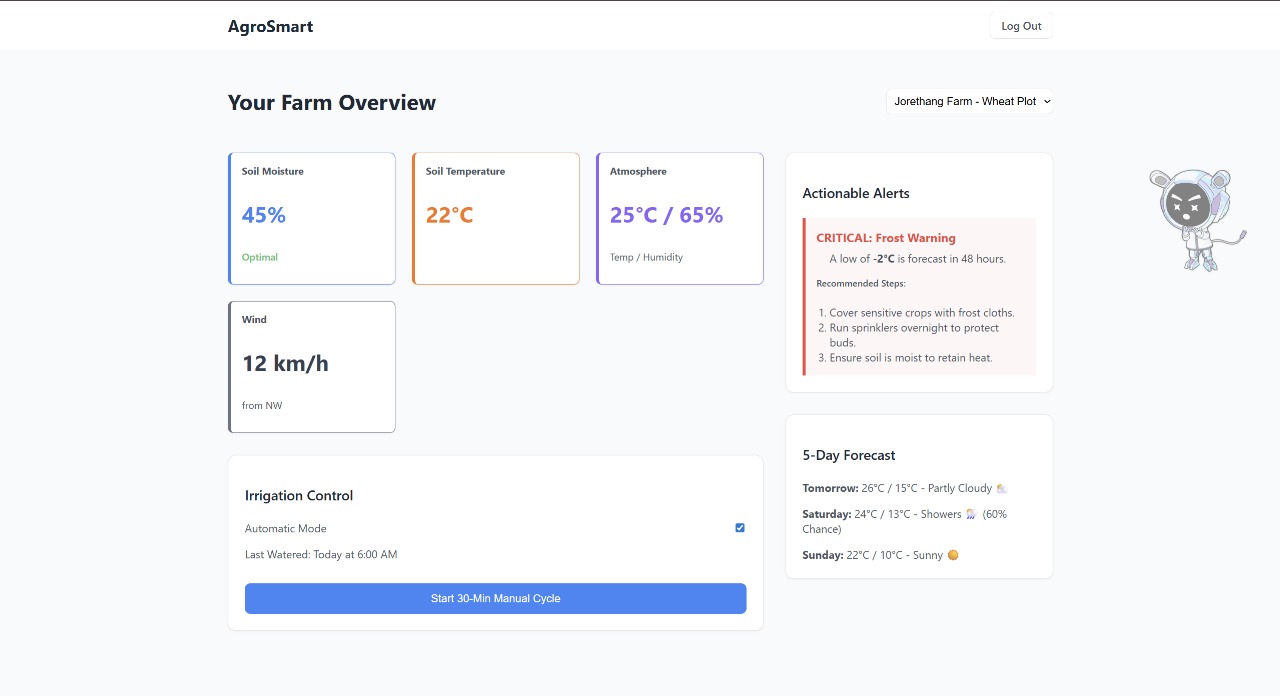 AgroSmart
Log Out
Your Farm Overview
Jorethang Farm - Wheat Plot
Soil Moisture
45%
Optimal
Soil Temperature
22°C
Atmosphere
25°C / 65%
Temp / Humidity
Wind
12 km/h
from NW
Irrigation Control
Automatic Mode
Last Watered: Today at 6:00 AM
Start 30-Min Manual Cycle
Actionable Alerts
CRITICAL: Frost Warning
A low of -2°C is forecast in 48 hours.
Recommended Steps:
1. Cover sensitive crops with frost cloths.
2. Run sprinklers overnight to protect
buds.
3. Ensure soil is moist to retain heat.
5-Day Forecast
Tomorrow: 26°C / 15°C - Partly Cloudy 🌥️
Saturday: 24°C / 13°C - Showers 🌧️ (60%
Chance)
Sunday: 22°C / 10°C - Sunny ☀️